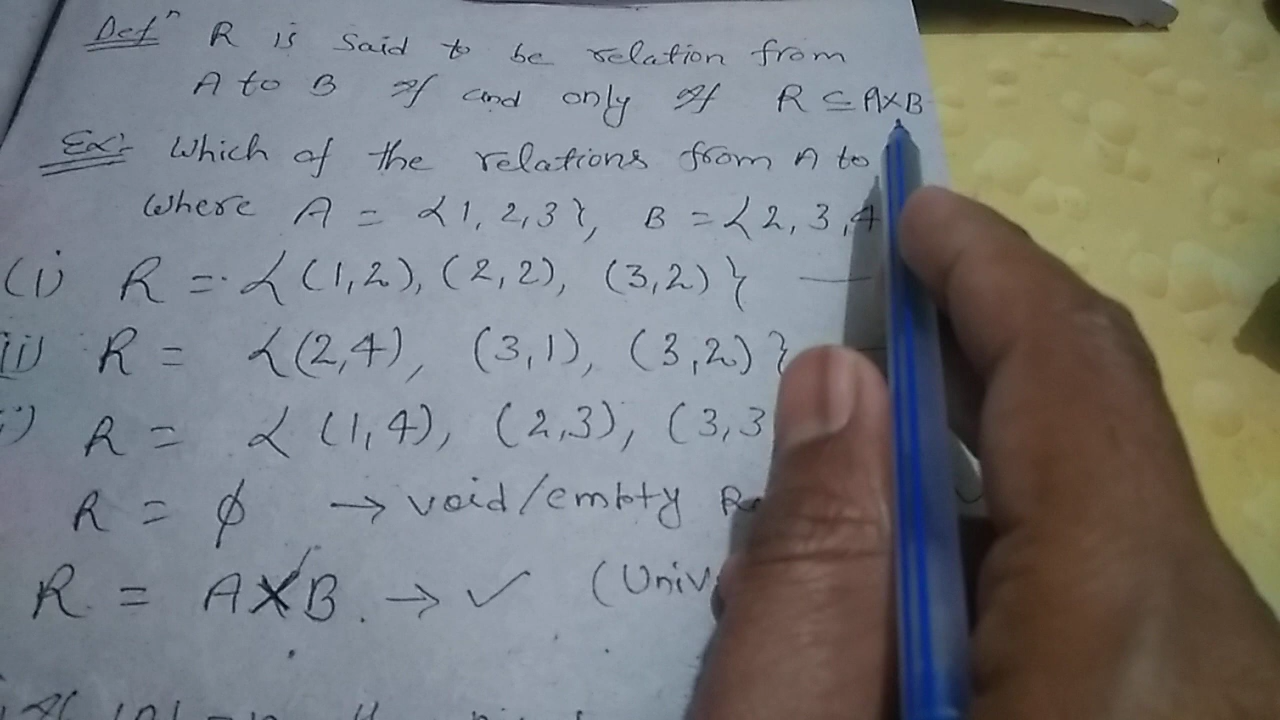 Defⁿ R is said to be relation from
A to B if and only if R ⊆ A×B
Ex:- Which of the relations from A to
where A = {1, 2, 3}, B = {2, 3, 4
(i) R = {(1,2), (2,2), (3,2)} —
ii) R = {(2,4), (3,1), (3,2)}
i) R = {(1,4), (2,3), (3,3
R = ϕ → void/empty
R = A×B. → ✓ (Univ